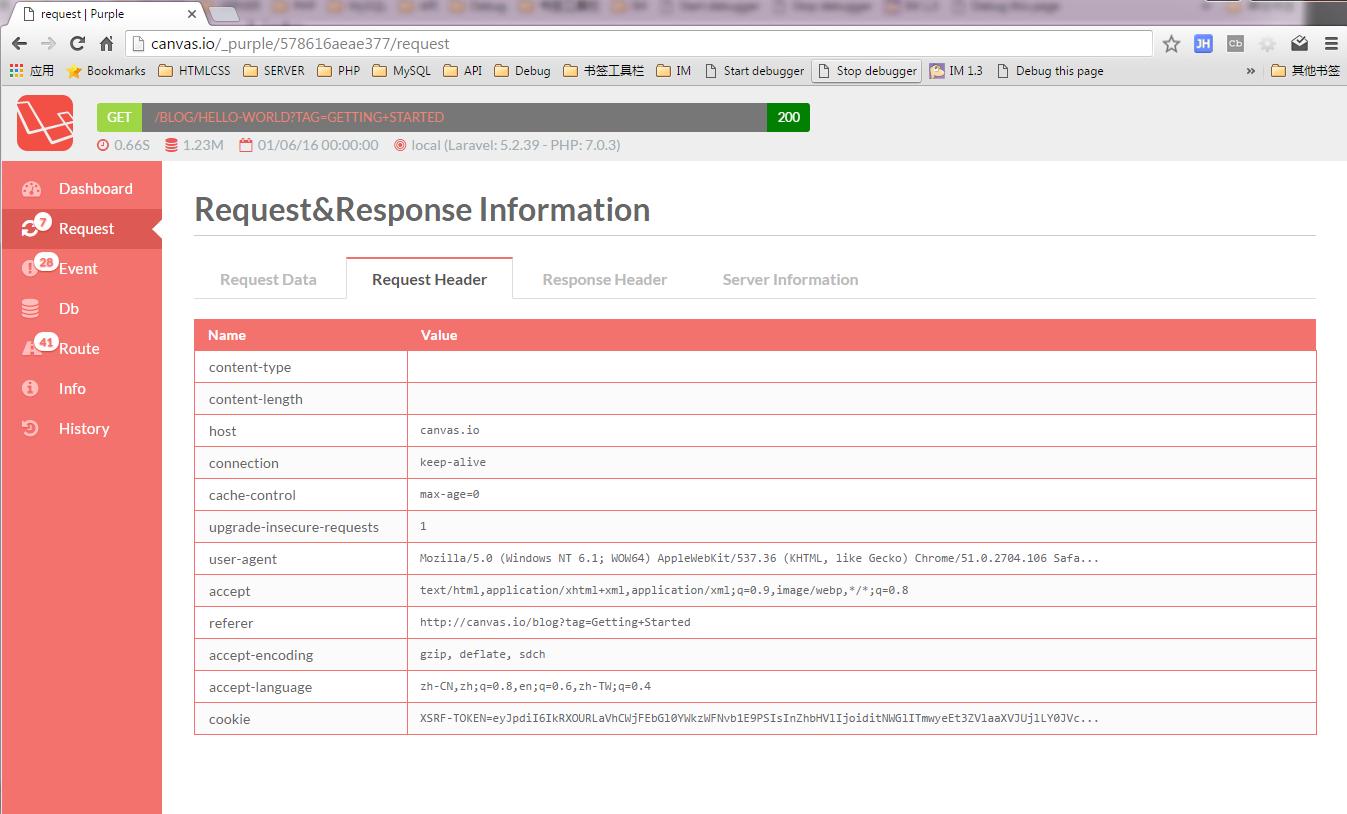 request | Purple
canvas.io/_purple/578616aeae377/request
JH
Cb
应用 Bookmarks HTMLCSS SERVER PHP MySQL API Debug 书签工具栏 IM Start debugger Stop debugger IM 1.3 Debug this page » 其他书签
GET /BLOG/HELLO-WORLD?TAG=GETTING+STARTED 200
0.66S 1.23M 01/06/16 00:00:00 local (Laravel: 5.2.39 - PHP: 7.0.3)
Dashboard
7 Request
28 Event
Db
41 Route
Info
History
Request&Response Information
Request Data Request Header Response Header Server Information
Name Value
content-type
content-length
host canvas.io
connection keep-alive
cache-control max-age=0
upgrade-insecure-requests 1
user-agent Mozilla/5.0 (Windows NT 6.1; WOW64) AppleWebKit/537.36 (KHTML, like Gecko) Chrome/51.0.2704.106 Safa...
accept text/html,application/xhtml+xml,application/xml;q=0.9,image/webp,*/*;q=0.8
referer http://canvas.io/blog?tag=Getting+Started
accept-encoding gzip, deflate, sdch
accept-language zh-CN,zh;q=0.8,en;q=0.6,zh-TW;q=0.4
cookie